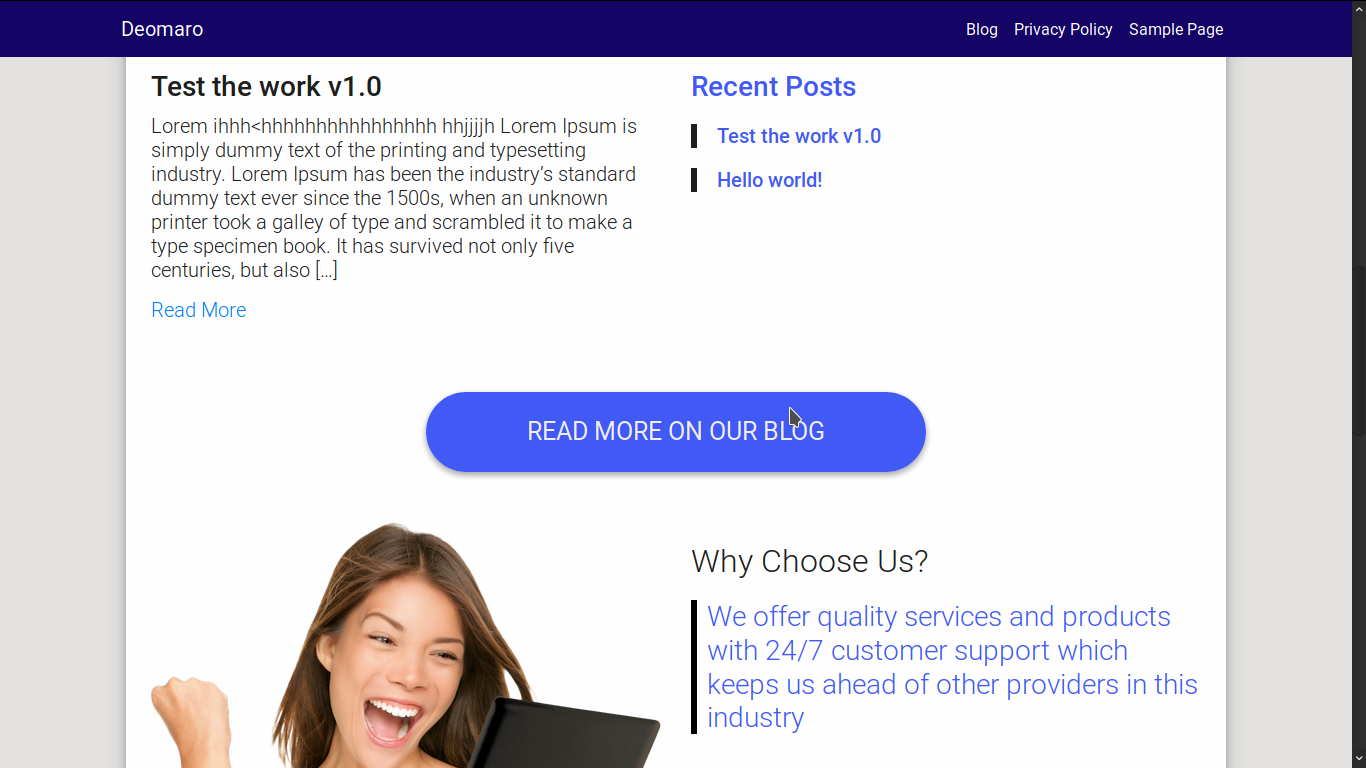 Deomaro
Blog
Privacy Policy
Sample Page
Test the work v1.0
Lorem ihhh<hhhhhhhhhhhhhhhh hhjjjjh Lorem Ipsum is
simply dummy text of the printing and typesetting
industry. Lorem Ipsum has been the industry’s standard
dummy text ever since the 1500s, when an unknown
printer took a galley of type and scrambled it to make a
type specimen book. It has survived not only five
centuries, but also […]
Read More
Recent Posts
Test the work v1.0
Hello world!
READ MORE ON OUR BLOG
Why Choose Us?
We offer quality services and products
with 24/7 customer support which
keeps us ahead of other providers in this
industry